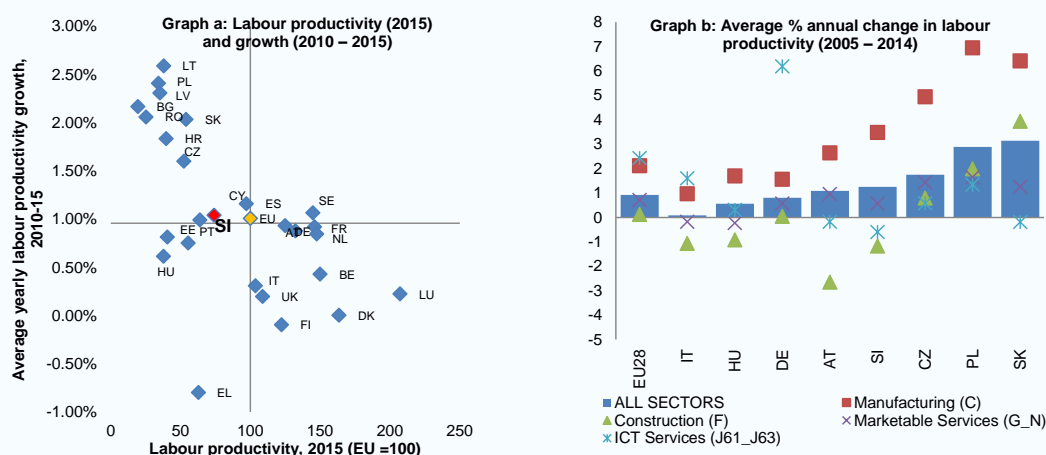 Graph a: Labour productivity (2015)
and growth (2010 – 2015)
Average yearly labour productivity growth,
2010-15
3.00%
2.50%
2.00%
1.50%
1.00%
0.50%
0.00%
-0.50%
-1.00%
LT
PL
LV
BG
RO
SK
HR
CZ
CY
ES
SE
SI
EU
EE
PT
AT
DE
FR
NL
HU
IT
BE
UK
LU
FI
DK
EL
0
50
100
150
200
250
Labour productivity, 2015 (EU =100)
Graph b: Average % annual change in labour
productivity (2005 – 2014)
8
7
6
5
4
3
2
1
0
-1
-2
-3
-4
-5
EU28
IT
HU
DE
AT
SI
CZ
PL
SK
ALL SECTORS
Manufacturing (C)
Construction (F)
Marketable Services (G_N)
ICT Services (J61_J63)